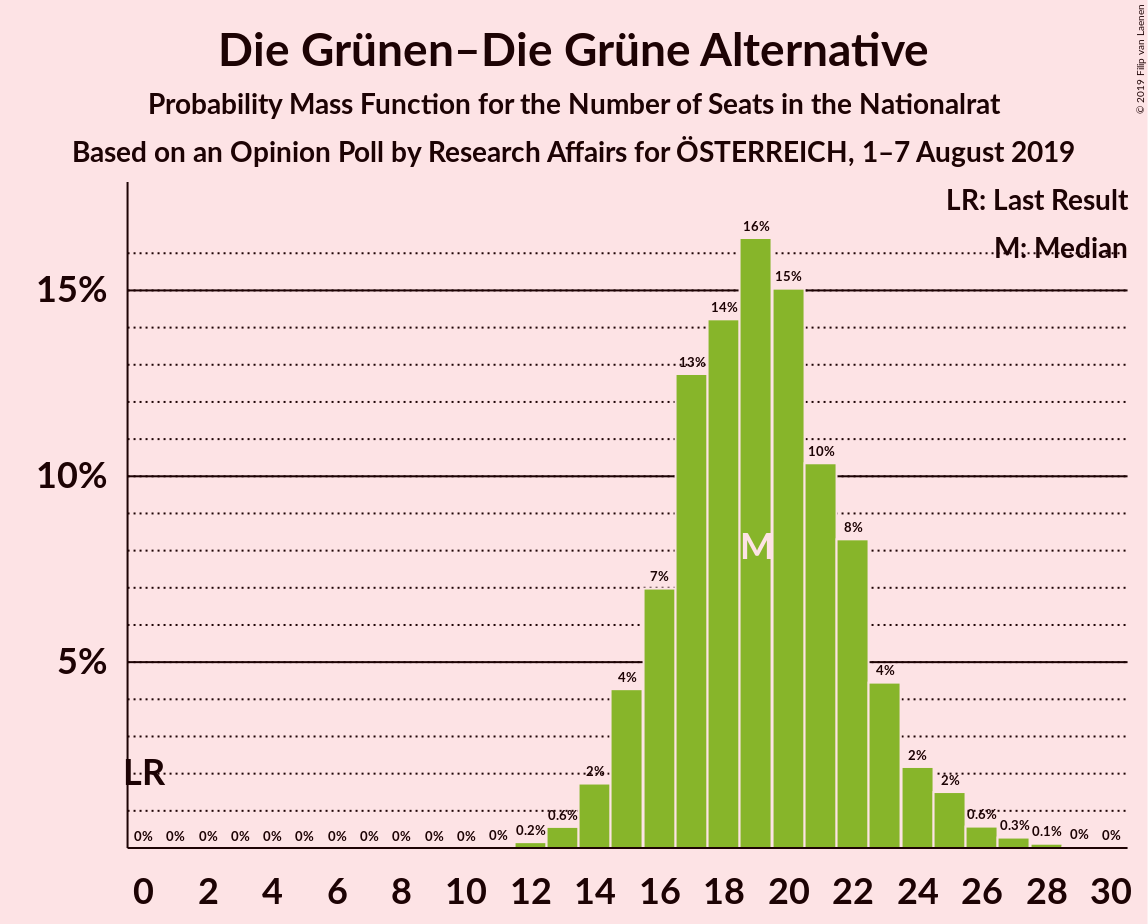 Die Grünen–Die Grüne Alternative
Probability Mass Function for the Number of Seats in the Nationalrat
Based on an Opinion Poll by Research Affairs for ÖSTERREICH, 1–7 August 2019
© 2019 Filip van Laenen
LR: Last Result
M: Median
15%
10%
5%
LR
M
0% 0% 0% 0% 0% 0% 0% 0% 0% 0% 0% 0% 0.2% 0.6% 2% 4% 7% 13% 14% 16% 15% 10% 8% 4% 2% 2% 0.6% 0.3% 0.1% 0% 0%
0 2 4 6 8 10 12 14 16 18 20 22 24 26 28 30